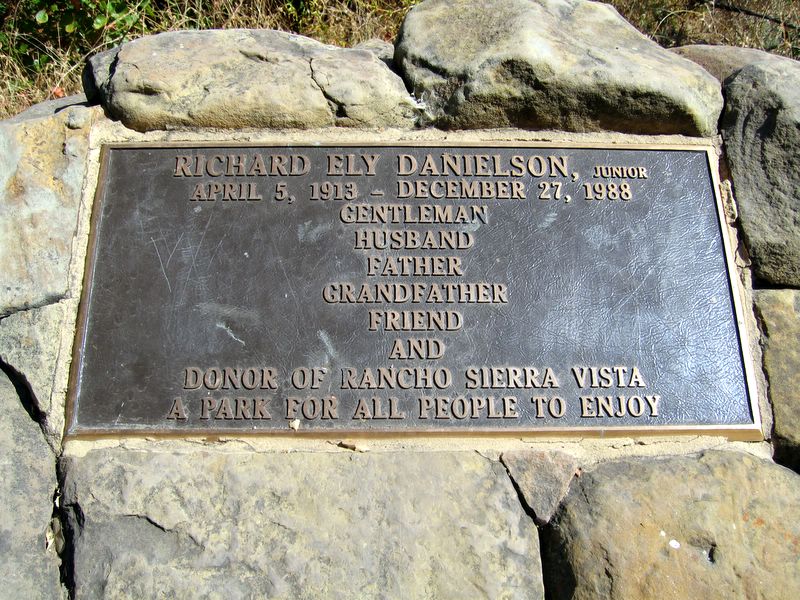 RICHARD ELY DANIELSON, JUNIOR
APRIL 5, 1913 – DECEMBER 27, 1988
GENTLEMAN
HUSBAND
FATHER
GRANDFATHER
FRIEND
AND
DONOR OF RANCHO SIERRA VISTA
A PARK FOR ALL PEOPLE TO ENJOY